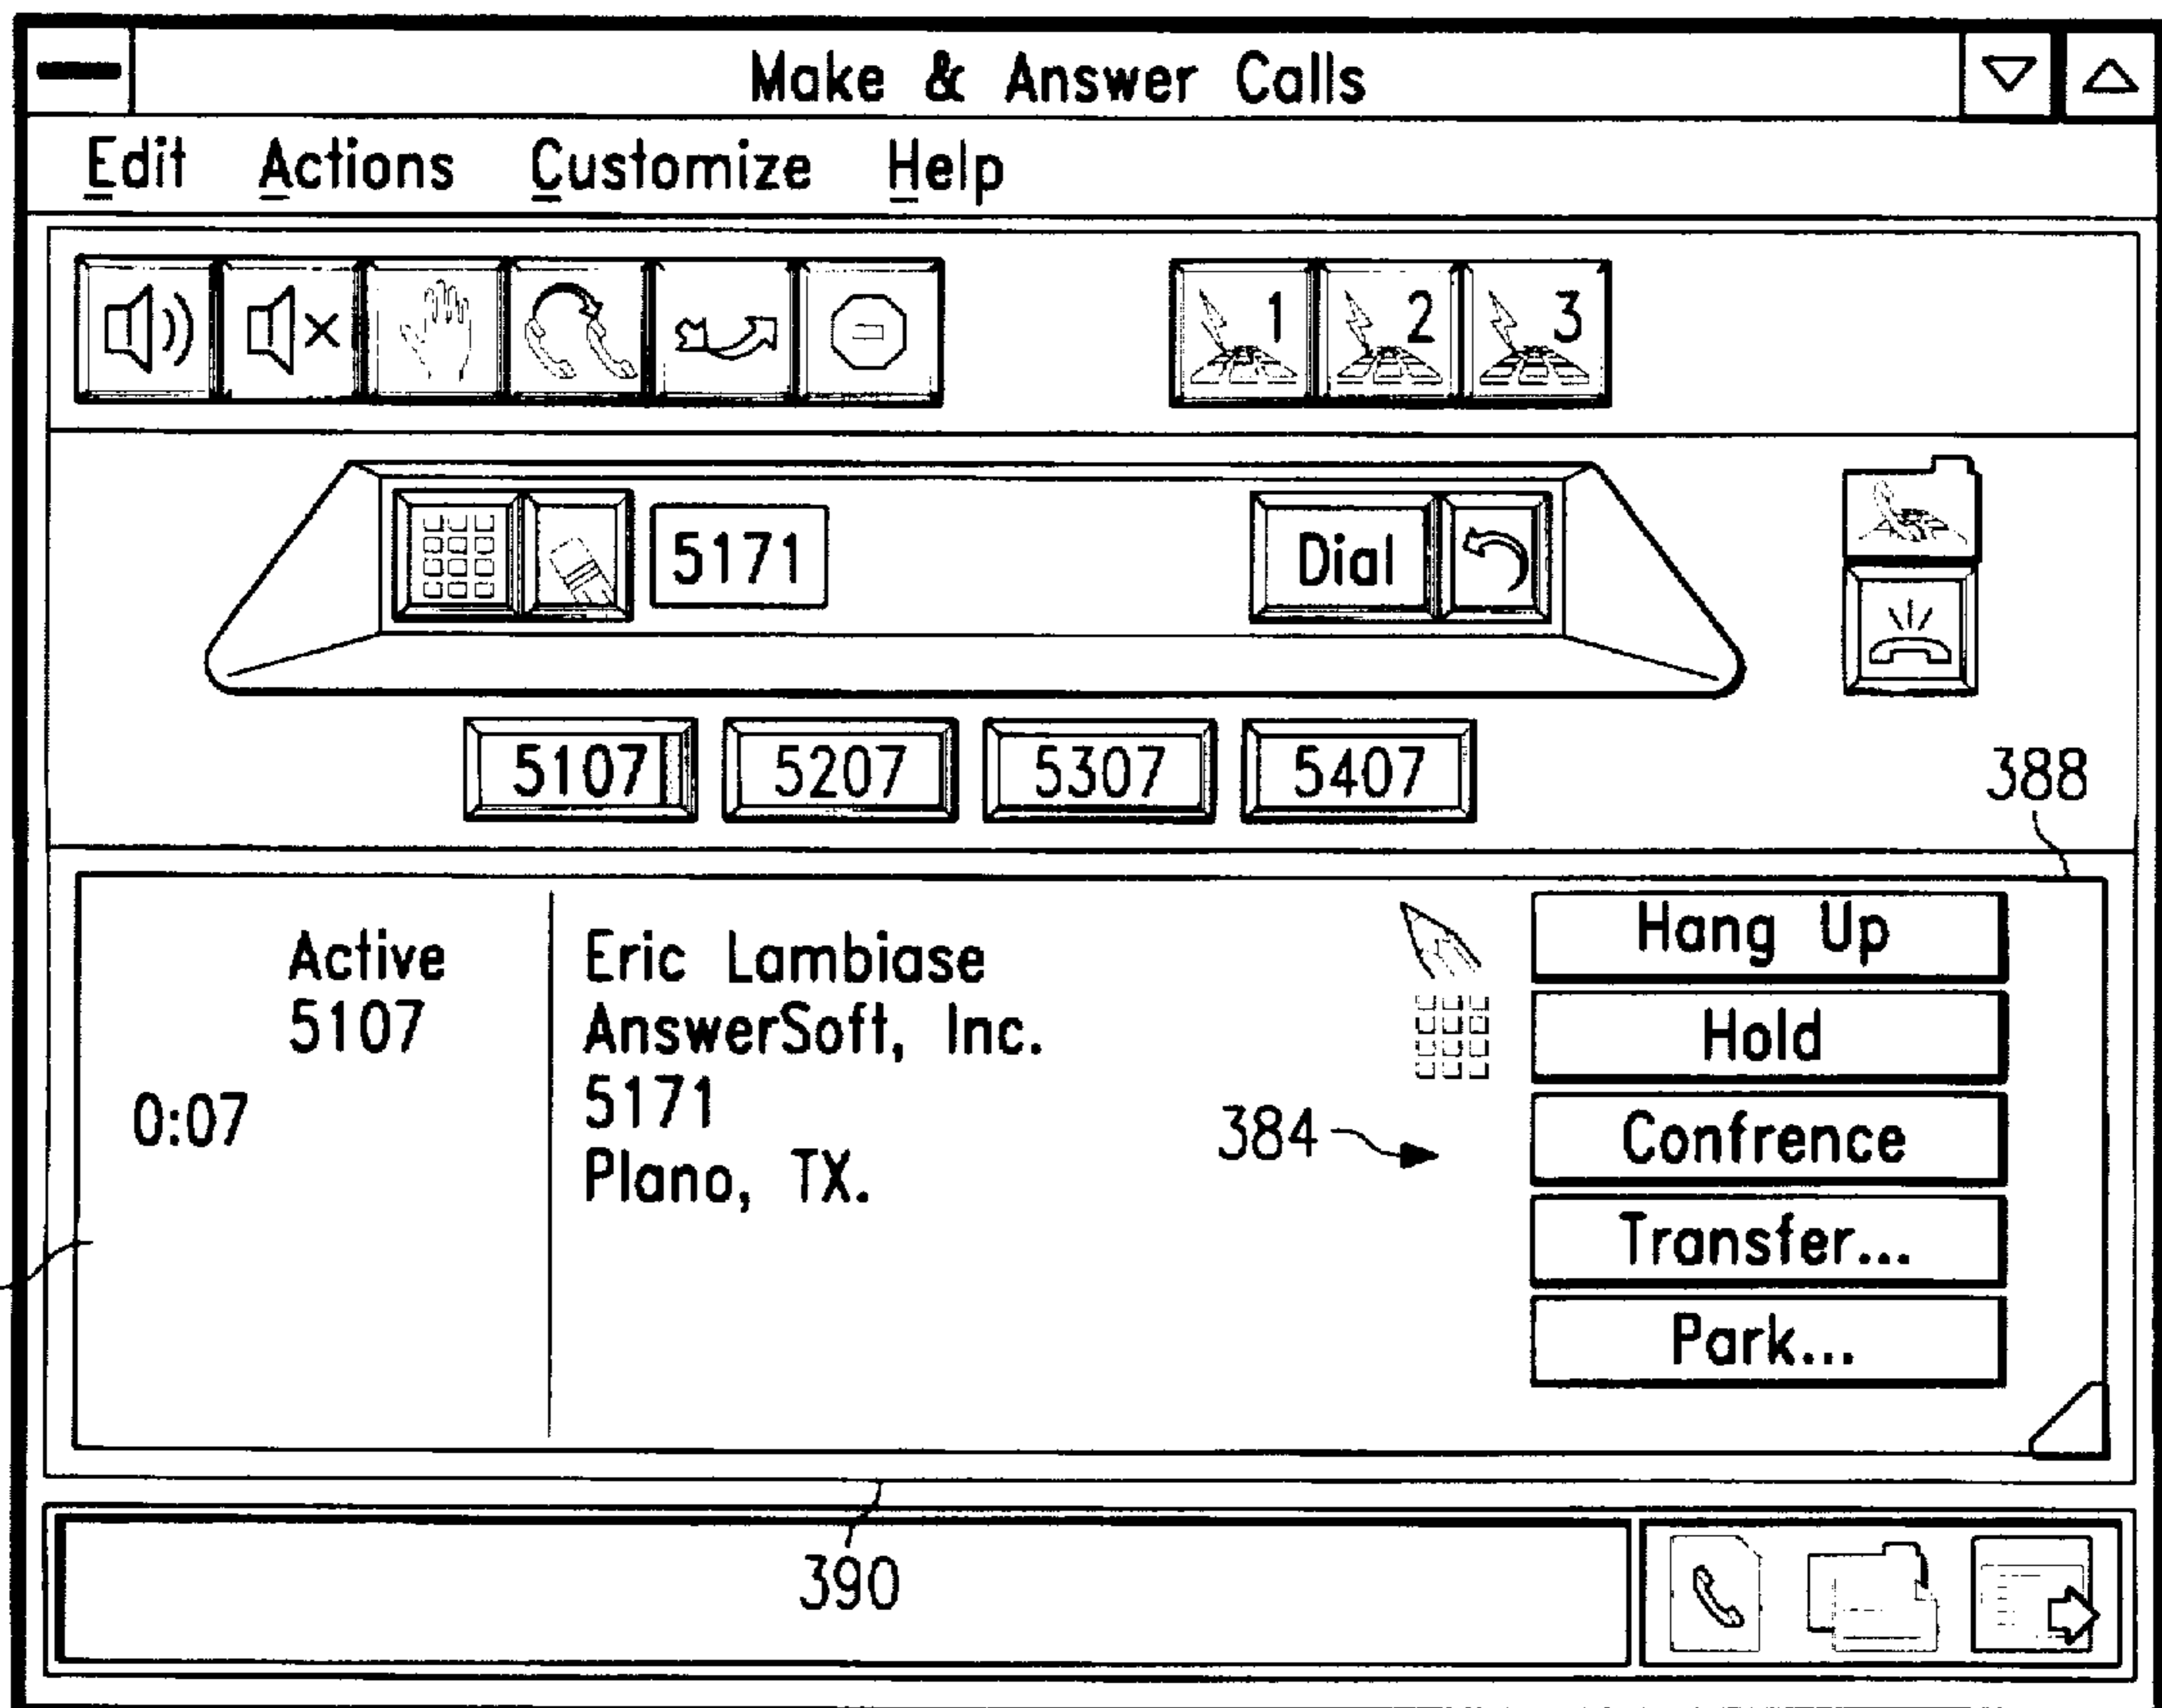 Make & Answer Calls
Edit Actions Customize Help
1 2 3
5171 Dial
5107 5207 5307 5407
388
Active
5107
0:07
Eric Lambiase
AnswerSoft, Inc.
5171
Plano, TX.
384
Hang Up
Hold
Confrence
Transfer...
Park...
390